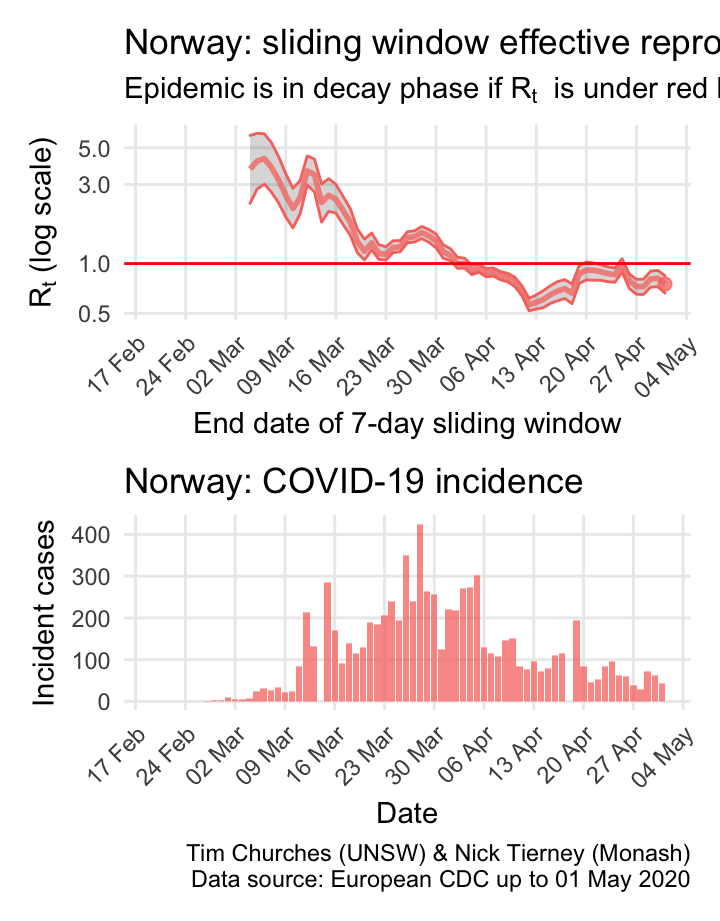 Norway: sliding window effective repro
Epidemic is in decay phase if Rt is under red
Rt (log scale)
5.0
3.0
1.0
0.5
17 Feb
24 Feb
02 Mar
09 Mar
16 Mar
23 Mar
30 Mar
06 Apr
13 Apr
20 Apr
27 Apr
04 May
End date of 7-day sliding window
Norway: COVID-19 incidence
Incident cases
400
300
200
100
0
17 Feb
24 Feb
02 Mar
09 Mar
16 Mar
23 Mar
30 Mar
06 Apr
13 Apr
20 Apr
27 Apr
04 May
Date
Tim Churches (UNSW) & Nick Tierney (Monash)
Data source: European CDC up to 01 May 2020